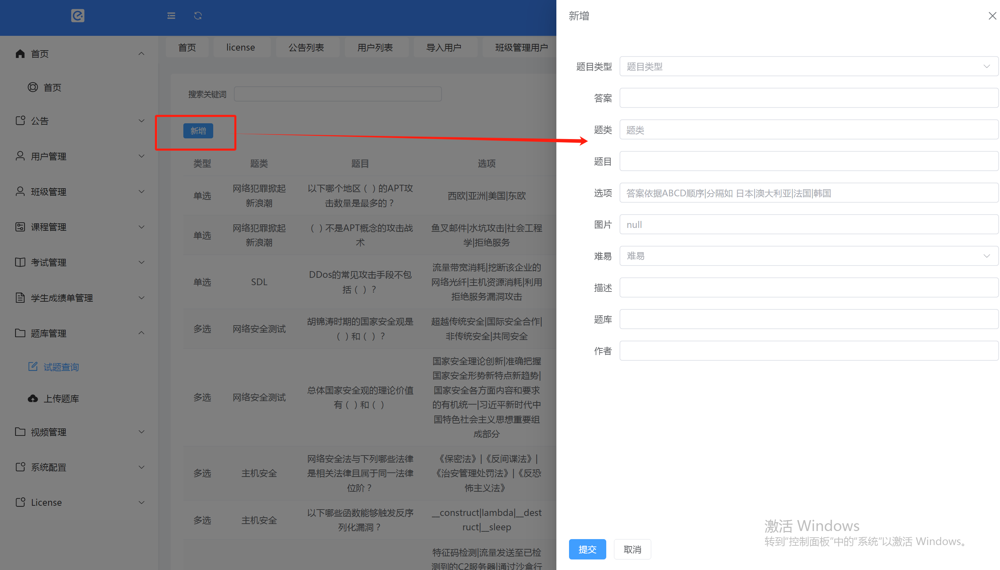 新增
首页
license
公告列表
用户列表
导入用户
班级管理用户
首页
首页
公告
用户管理
班级管理
课程管理
考试管理
学生成绩单管理
题库管理
试题查询
上传题库
视频管理
系统配置
License
搜索关键词
新增
类型 题类 题目 选项
单选
网络犯罪掀起
新浪潮
以下哪个地区（ ）的APT攻
击数量是最多的？
西欧|亚洲|美国|东欧
单选
网络犯罪掀起
新浪潮
（ ）不是APT概念的攻击战
术
鱼叉邮件|水坑攻击|社会工程
学|拒绝服务
单选
SDL
DDos的常见攻击手段不包
括（ ）？
流量带宽消耗|挖断该企业的
网络光纤|主机资源消耗|利用
拒绝服务漏洞攻击
多选
网络安全测试
胡锦涛时期的国家安全观是
（ ）和（ ）？
超越传统安全|国际安全合作|
非传统安全|共同安全
多选
网络安全测试
总体国家安全观的理论价值
有（ ）和（ ）
国家安全理论创新|准确把握
国家安全形势新特点新趋势|
国家安全各方面内容和要求
的有机统一|习近平新时代中
国特色社会主义思想重要组
成部分
多选
主机安全
网络安全法与下列哪些法律
是相关法律且属于同一法律
位阶？
《保密法》|《反间谍法》|
《治安管理处罚法》|《反恐
怖主义法》
多选
主机安全
以下哪些函数能够触发反序
列化漏洞？
__construct|lambda|__dest
ruct|__sleep
特征码检测|流量发送至已检
测到的C2服务器|通过沙盒行
题目类型 题目类型
答案
题类 题类
题目
选项 答案依据ABCD顺序|分隔如 日本|澳大利亚|法国|韩国
图片 null
难易 难易
描述
题库
作者
提交 取消
激活 Windows
转到“控制面板”中的“系统”以激活 Windows。